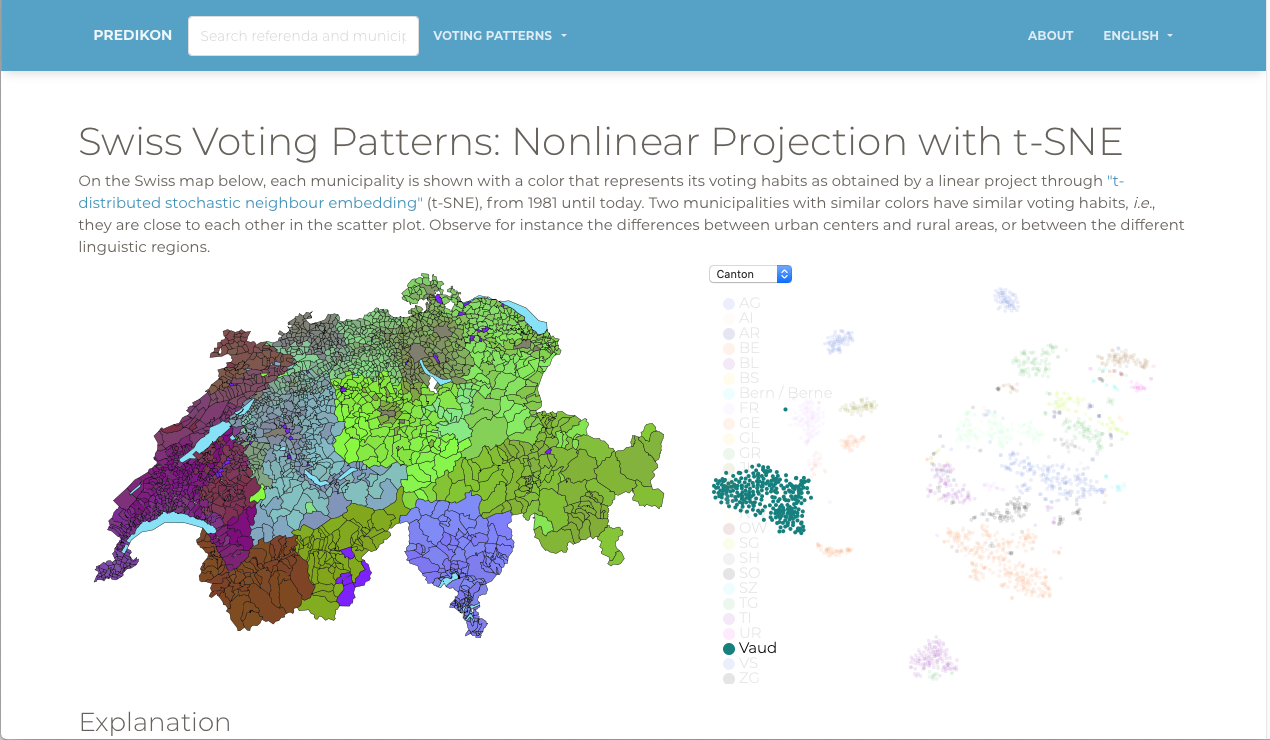 PREDIKON
Search referenda and municip
VOTING PATTERNS
ABOUT
ENGLISH
Swiss Voting Patterns: Nonlinear Projection with t-SNE
On the Swiss map below, each municipality is shown with a color that represents its voting habits as obtained by a linear project through "t-
distributed stochastic neighbour embedding" (t-SNE), from 1981 until today. Two municipalities with similar colors have similar voting habits, i.e.,
they are close to each other in the scatter plot. Observe for instance the differences between urban centers and rural areas, or between the different
linguistic regions.
Canton
AG
AI
AR
BE
BL
BS
Bern / Berne
FR
GE
GL
GR
OW
SG
SH
SO
SZ
TG
TI
UR
Vaud
VS
ZG
Explanation